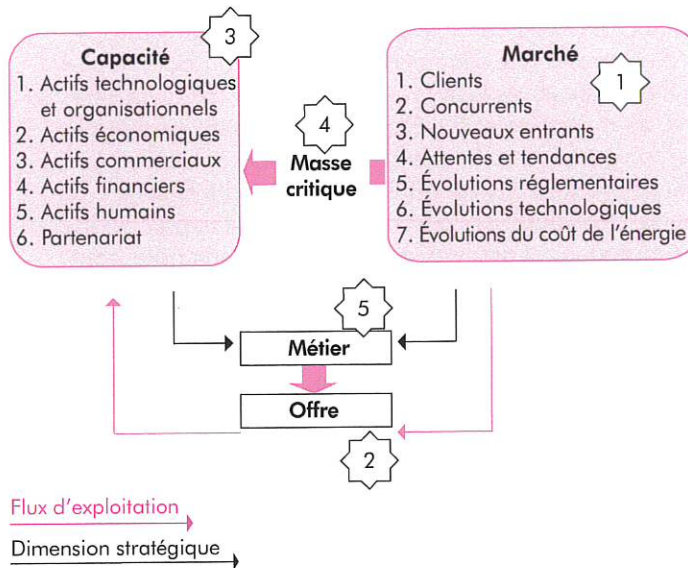 Capacité
3
1. Actifs technologiques
et organisationnels
2. Actifs économiques
3. Actifs commerciaux
4. Actifs financiers
5. Actifs humains
6. Partenariat
4
Masse
critique
Marché
1
1. Clients
2. Concurrents
3. Nouveaux entrants
4. Attentes et tendances
5. Évolutions réglementaires
6. Évolutions technologiques
7. Évolutions du coût de l'énergie
5
Métier
Offre
2
Flux d'exploitation
Dimension stratégique